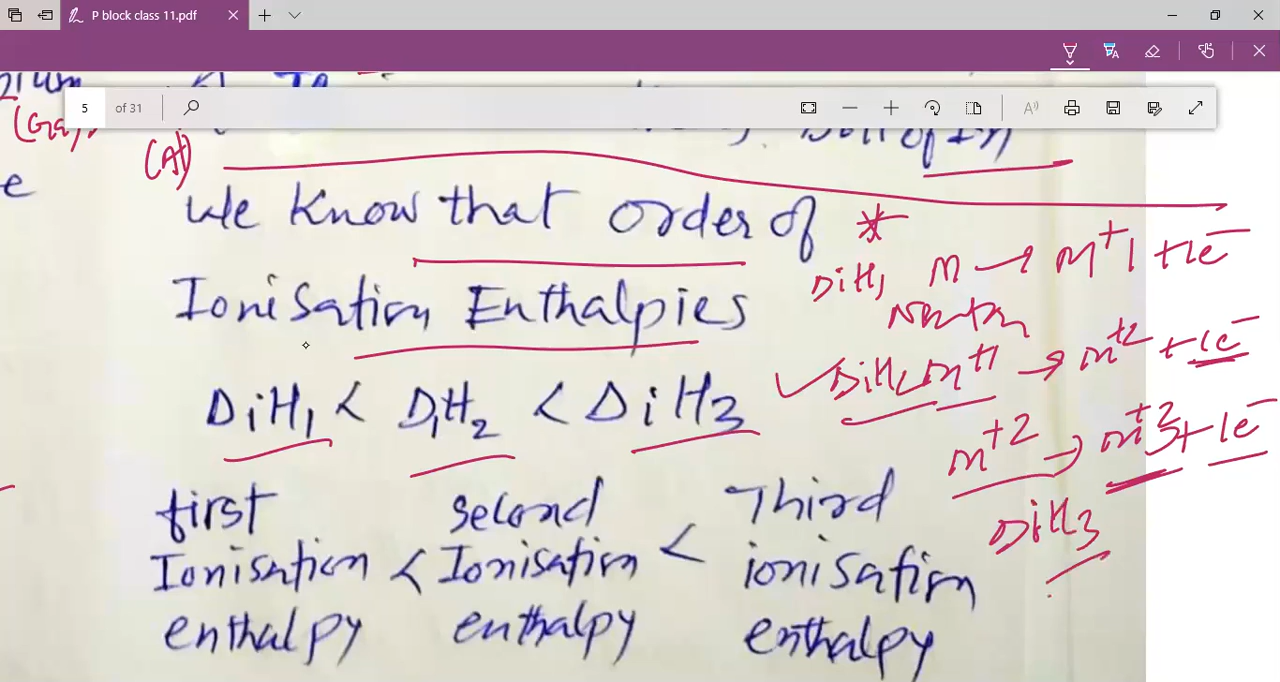 P block class 11.pdf
5 of 31
(Ga)
(Al)
e
We know that order of
Ionisation Enthalpies
ΔiH1 < ΔiH2 < ΔiH3
first second Third
Ionisation < Ionisation < ionisation
enthalpy enthalpy enthalpy
*
ΔiH1 M → M+1 + 1e−
Neutral
ΔiH2 M+1 → M+2 + 1e−
M+2 → M+3 + 1e−
ΔiH3